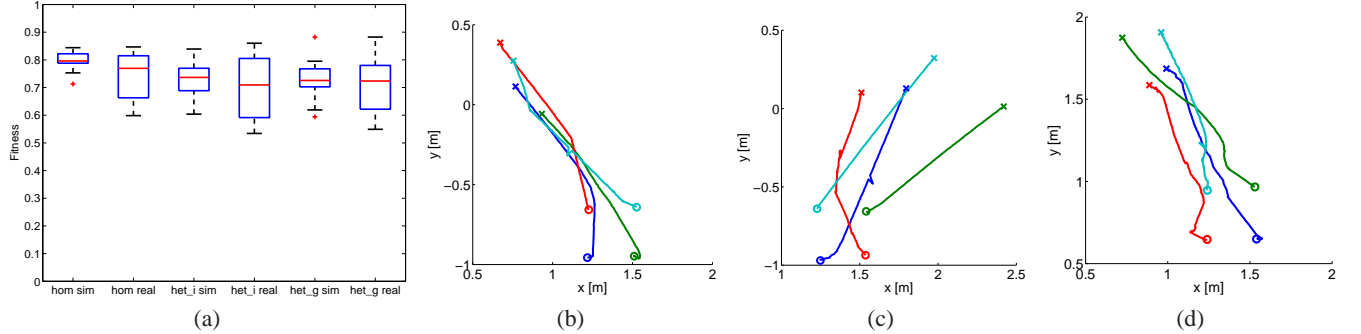 1
0.9
0.8
0.7
0.6
0.5
0.4
0.3
0.2
0.1
0
Fitness
hom sim hom real het_i sim het_i real het_g sim het_g real
(a)
0.5
0
−0.5
−1
y [m]
0.5 1 1.5 2
x [m]
(b)
0.5
0
−0.5
−1
y [m]
1 1.5 2 2.5
x [m]
(c)
2
1.5
1
0.5
y [m]
0.5 1 1.5 2
x [m]
(d)